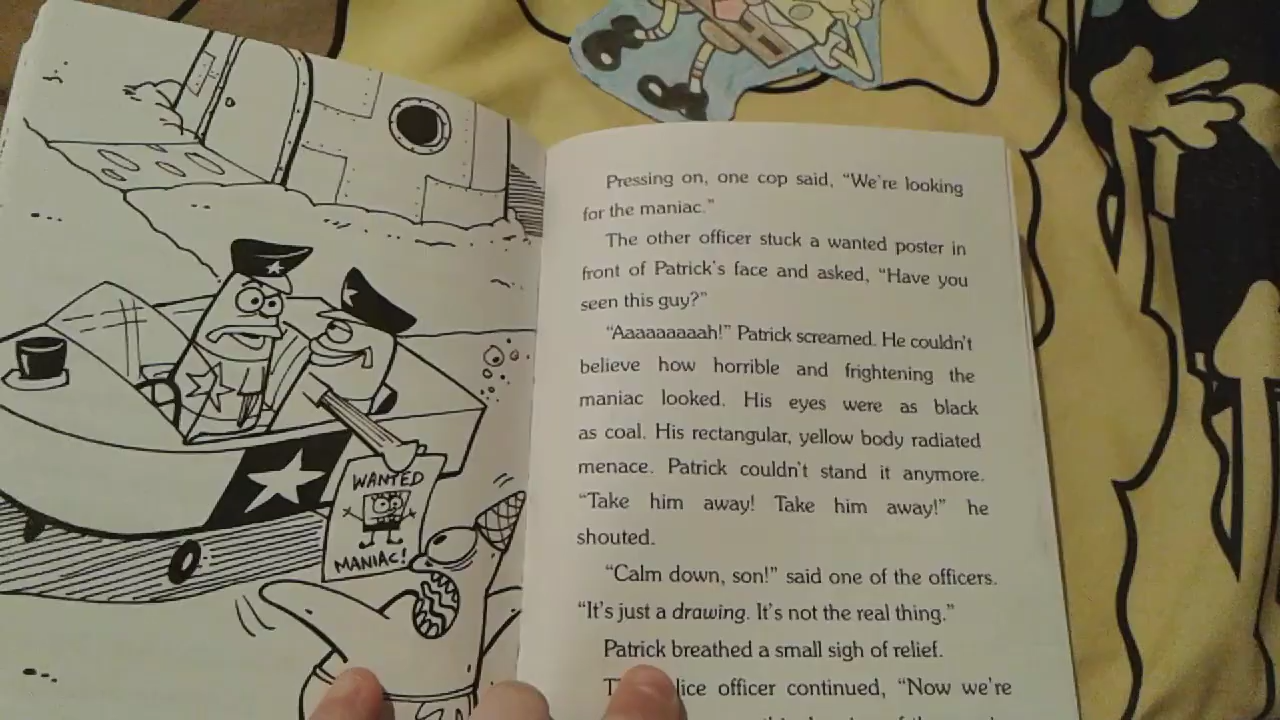 WANTED
MANIAC!
Pressing on, one cop said, “We’re looking
for the maniac.”
The other officer stuck a wanted poster in
front of Patrick’s face and asked, “Have you
seen this guy?”
“Aaaaaaaaah!” Patrick screamed. He couldn’t
believe how horrible and frightening the
maniac looked. His eyes were as black
as coal. His rectangular, yellow body radiated
menace. Patrick couldn’t stand it anymore.
“Take him away! Take him away!” he
shouted.
“Calm down, son!” said one of the officers.
“It’s just a drawing. It’s not the real thing.”
Patrick breathed a small sigh of relief.
officer continued, “Now we’re